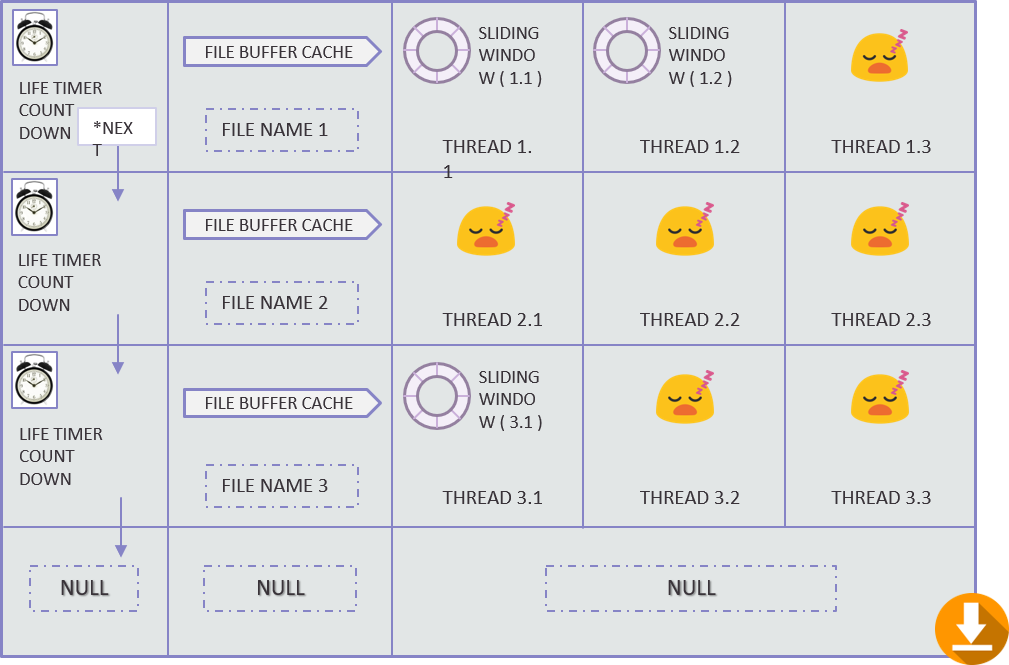 LIFE TIMER
COUNT
DOWN
*NEX
T
FILE BUFFER CACHE
FILE NAME 1
SLIDING
WINDO
W ( 1.1 )
THREAD 1.
1
SLIDING
WINDO
W ( 1.2 )
THREAD 1.2
THREAD 1.3
LIFE TIMER
COUNT
DOWN
FILE BUFFER CACHE
FILE NAME 2
THREAD 2.1
THREAD 2.2
THREAD 2.3
LIFE TIMER
COUNT
DOWN
FILE BUFFER CACHE
FILE NAME 3
SLIDING
WINDO
W ( 3.1 )
THREAD 3.1
THREAD 3.2
THREAD 3.3
NULL
NULL
NULL